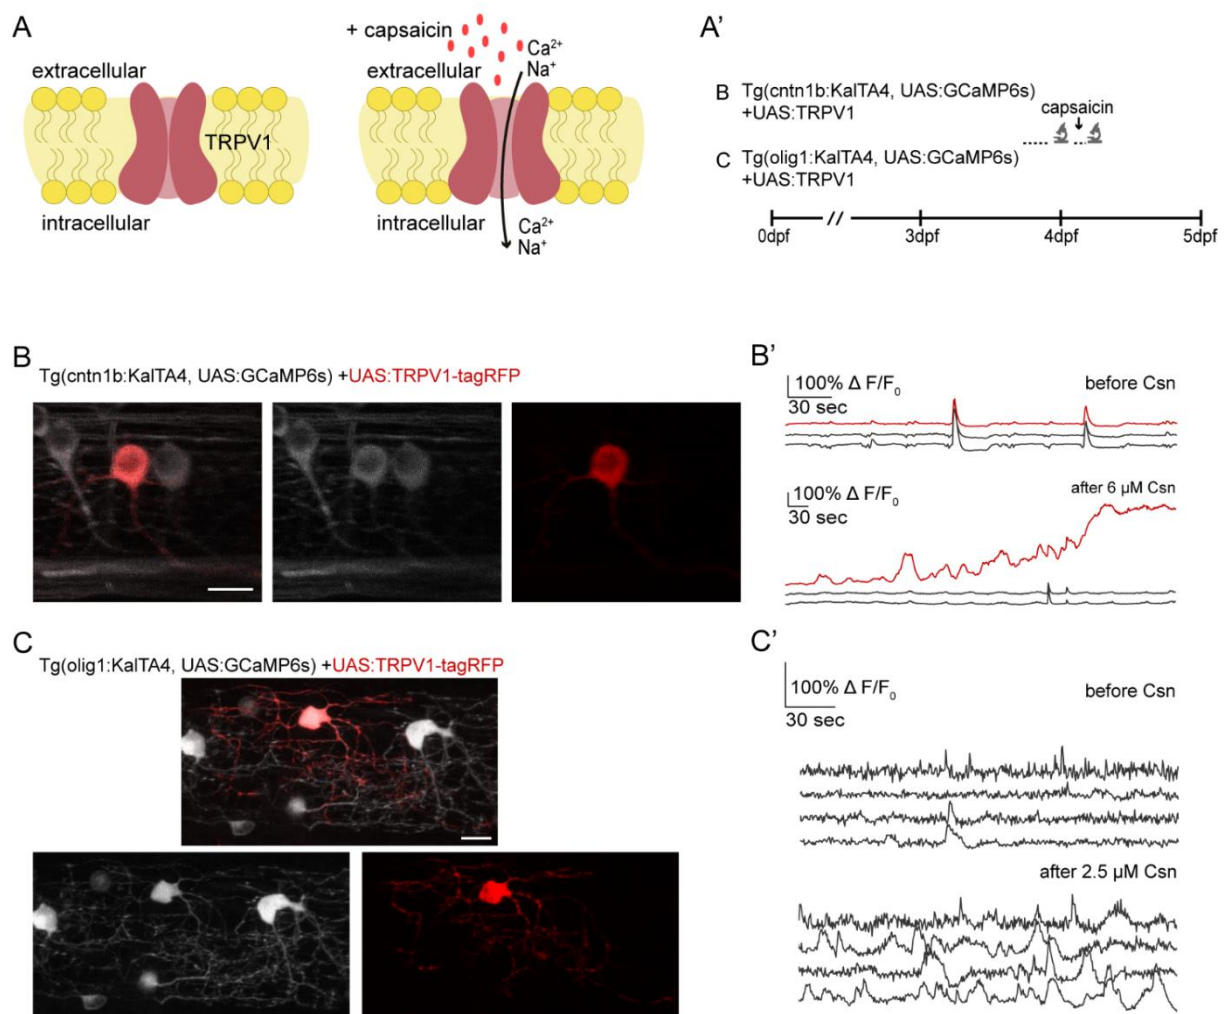 A
+ capsaicin
Ca²⁺
Na⁺
extracellular
extracellular
TRPV1
intracellular
intracellular
Ca²⁺
Na⁺
A'
B Tg(cntn1b:KalTA4, UAS:GCaMP6s)
+UAS:TRPV1
capsaicin
C Tg(olig1:KalTA4, UAS:GCaMP6s)
+UAS:TRPV1
0dpf // 3dpf 4dpf 5dpf
B
Tg(cntn1b:KalTA4, UAS:GCaMP6s) +UAS:TRPV1-tagRFP
B'
100% Δ F/F₀
before Csn
30 sec
after 6 µM Csn
100% Δ F/F₀
30 sec
C
Tg(olig1:KalTA4, UAS:GCaMP6s) +UAS:TRPV1-tagRFP
C'
100% Δ F/F₀
before Csn
30 sec
after 2.5 µM Csn